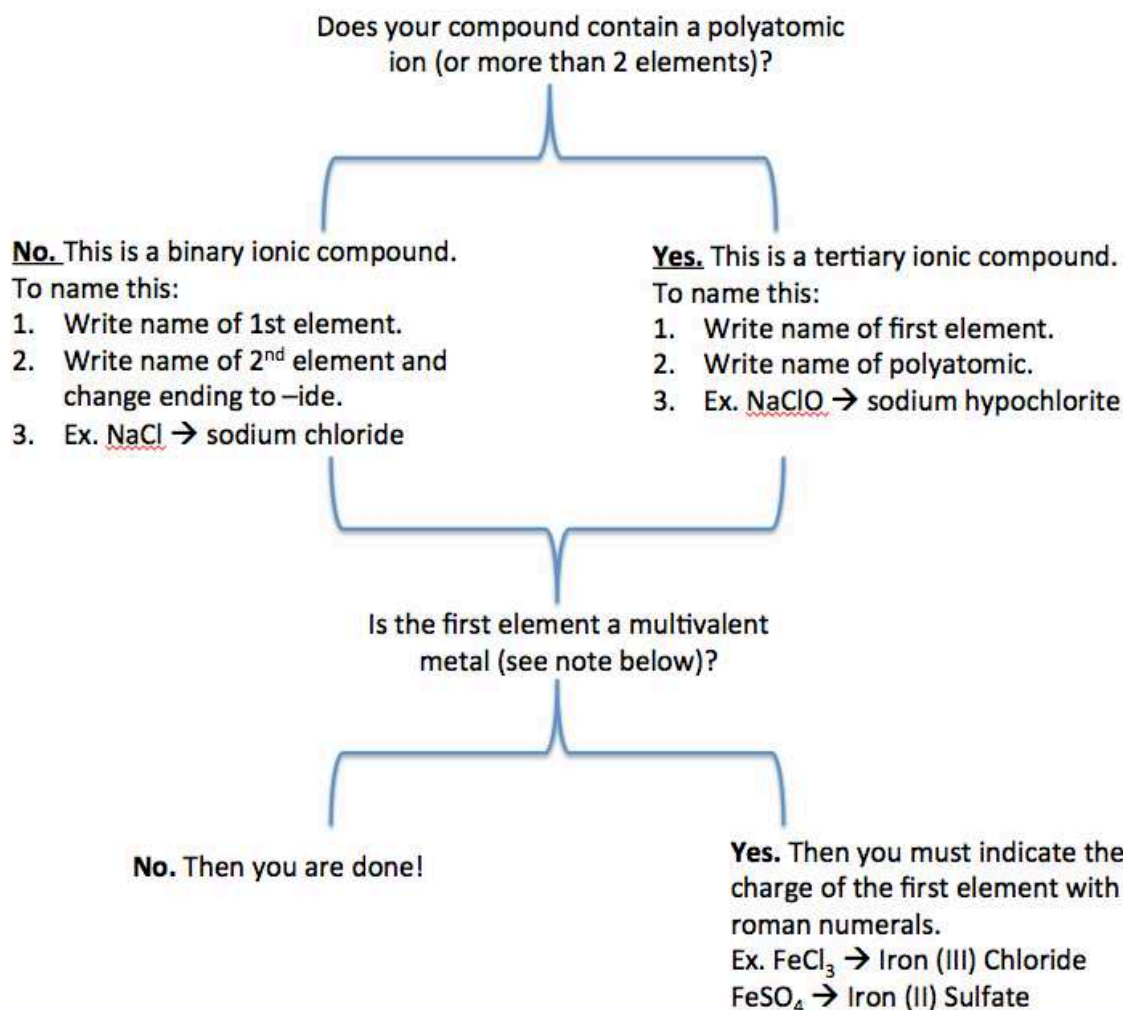 Does your compound contain a polyatomic
ion (or more than 2 elements)?
No. This is a binary ionic compound.
To name this:
1. Write name of 1st element.
2. Write name of 2nd element and
change ending to –ide.
3. Ex. NaCl → sodium chloride
Yes. This is a tertiary ionic compound.
To name this:
1. Write name of first element.
2. Write name of polyatomic.
3. Ex. NaClO → sodium hypochlorite
Is the first element a multivalent
metal (see note below)?
No. Then you are done!
Yes. Then you must indicate the
charge of the first element with
roman numerals.
Ex. FeCl₃ → Iron (III) Chloride
FeSO₄ → Iron (II) Sulfate